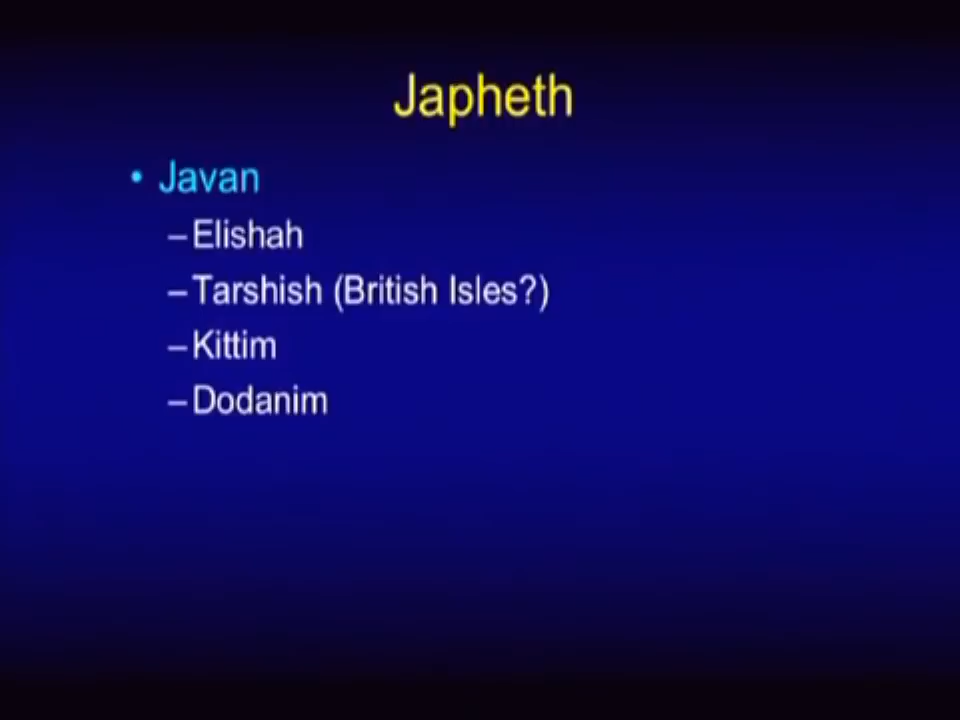 Japheth
• Javan
– Elishah
– Tarshish (British Isles?)
– Kittim
– Dodanim